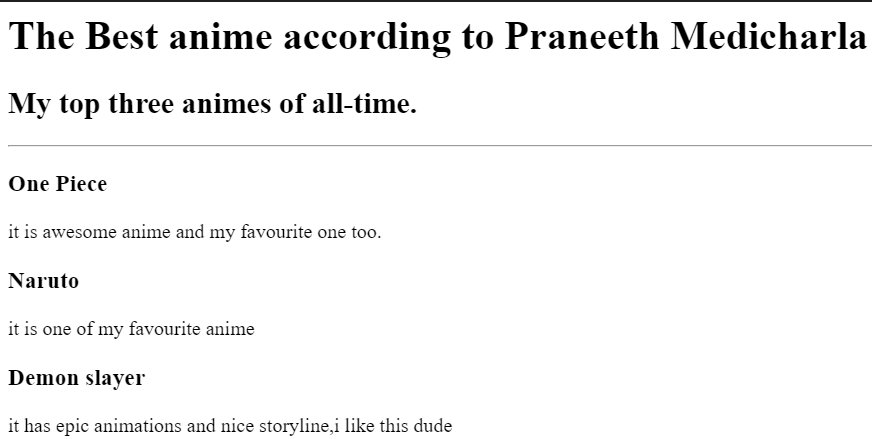 The Best anime according to Praneeth Medicharla
My top three animes of all-time.
One Piece
it is awesome anime and my favourite one too.
Naruto
it is one of my favourite anime
Demon slayer
it has epic animations and nice storyline,i like this dude